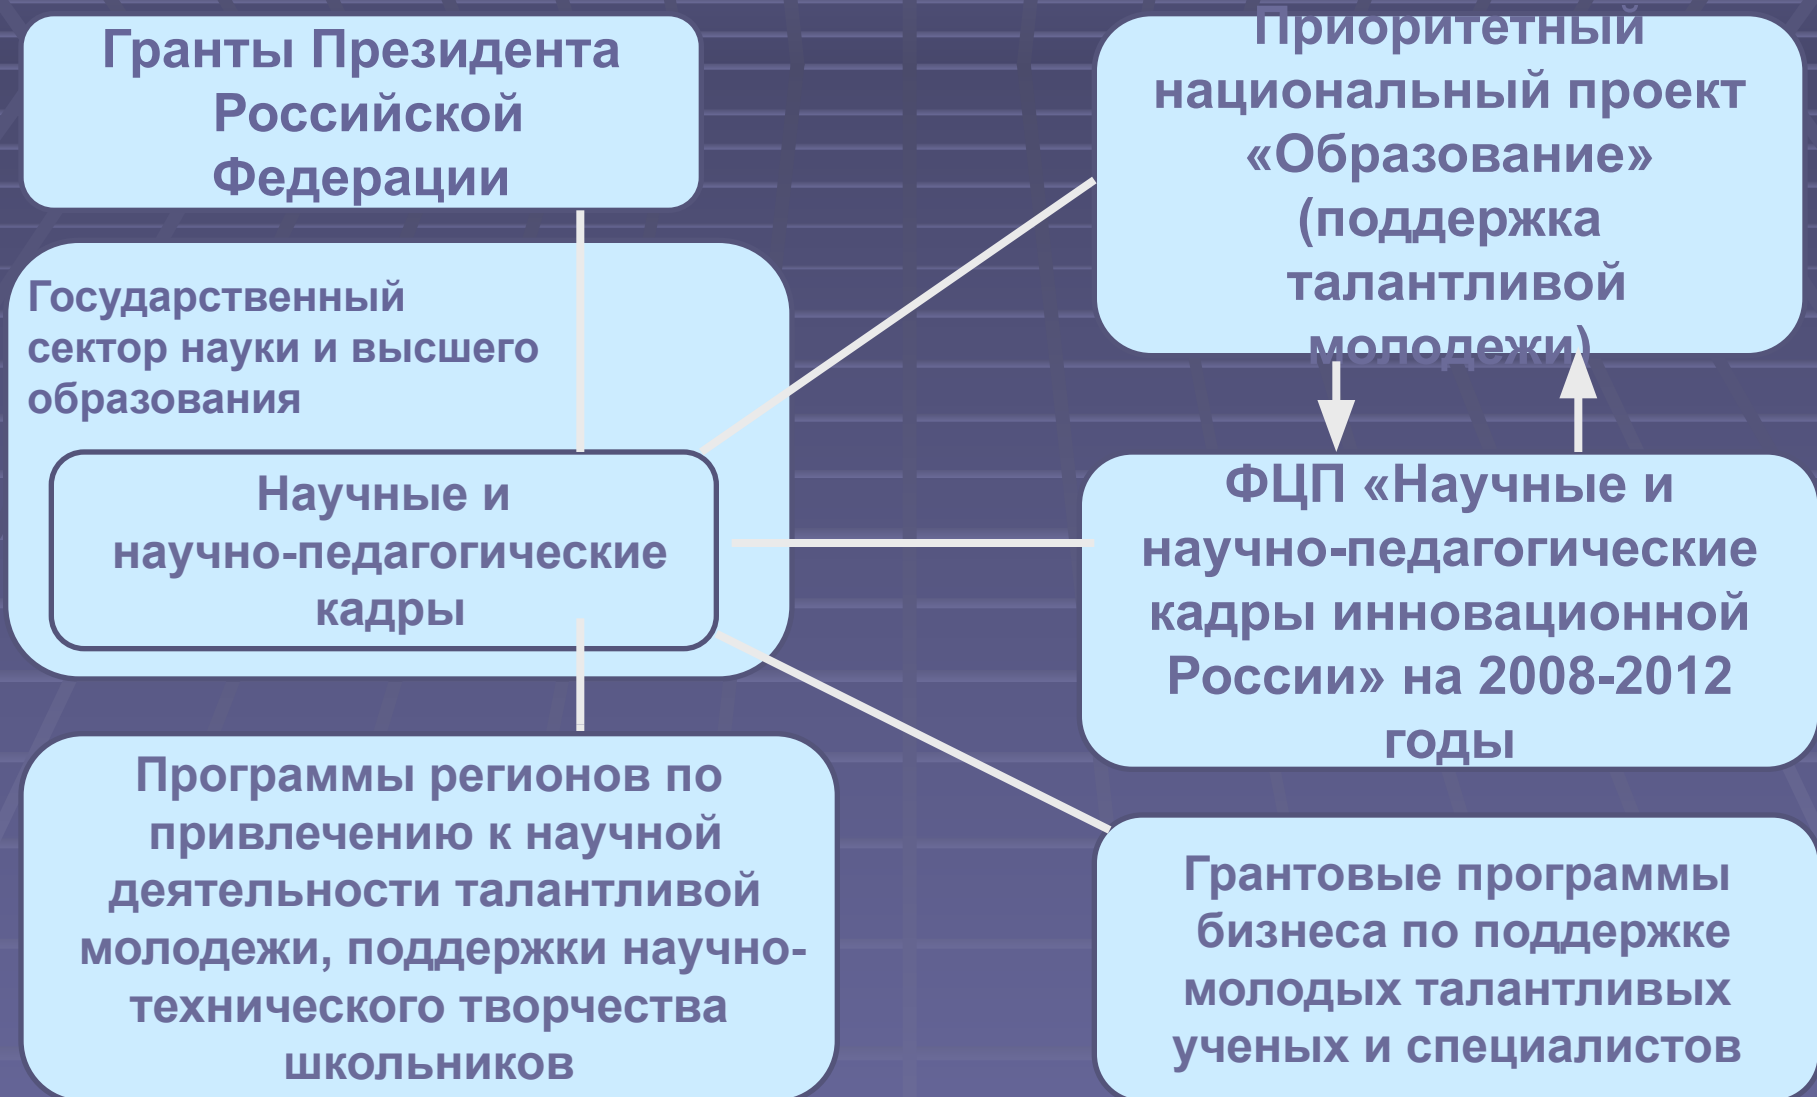 Гранты Президента
Российской
Федерации
Государственный
сектор науки и высшего
образования
Научные и
научно-педагогические
кадры
Программы регионов по
привлечению к научной
деятельности талантливой
молодежи, поддержки научно-
технического творчества
школьников
Приоритетный
национальный проект
«Образование»
(поддержка
талантливой
молодежи)
ФЦП «Научные и
научно-педагогические
кадры инновационной
России» на 2008-2012
годы
Грантовые программы
бизнеса по поддержке
молодых талантливых
ученых и специалистов